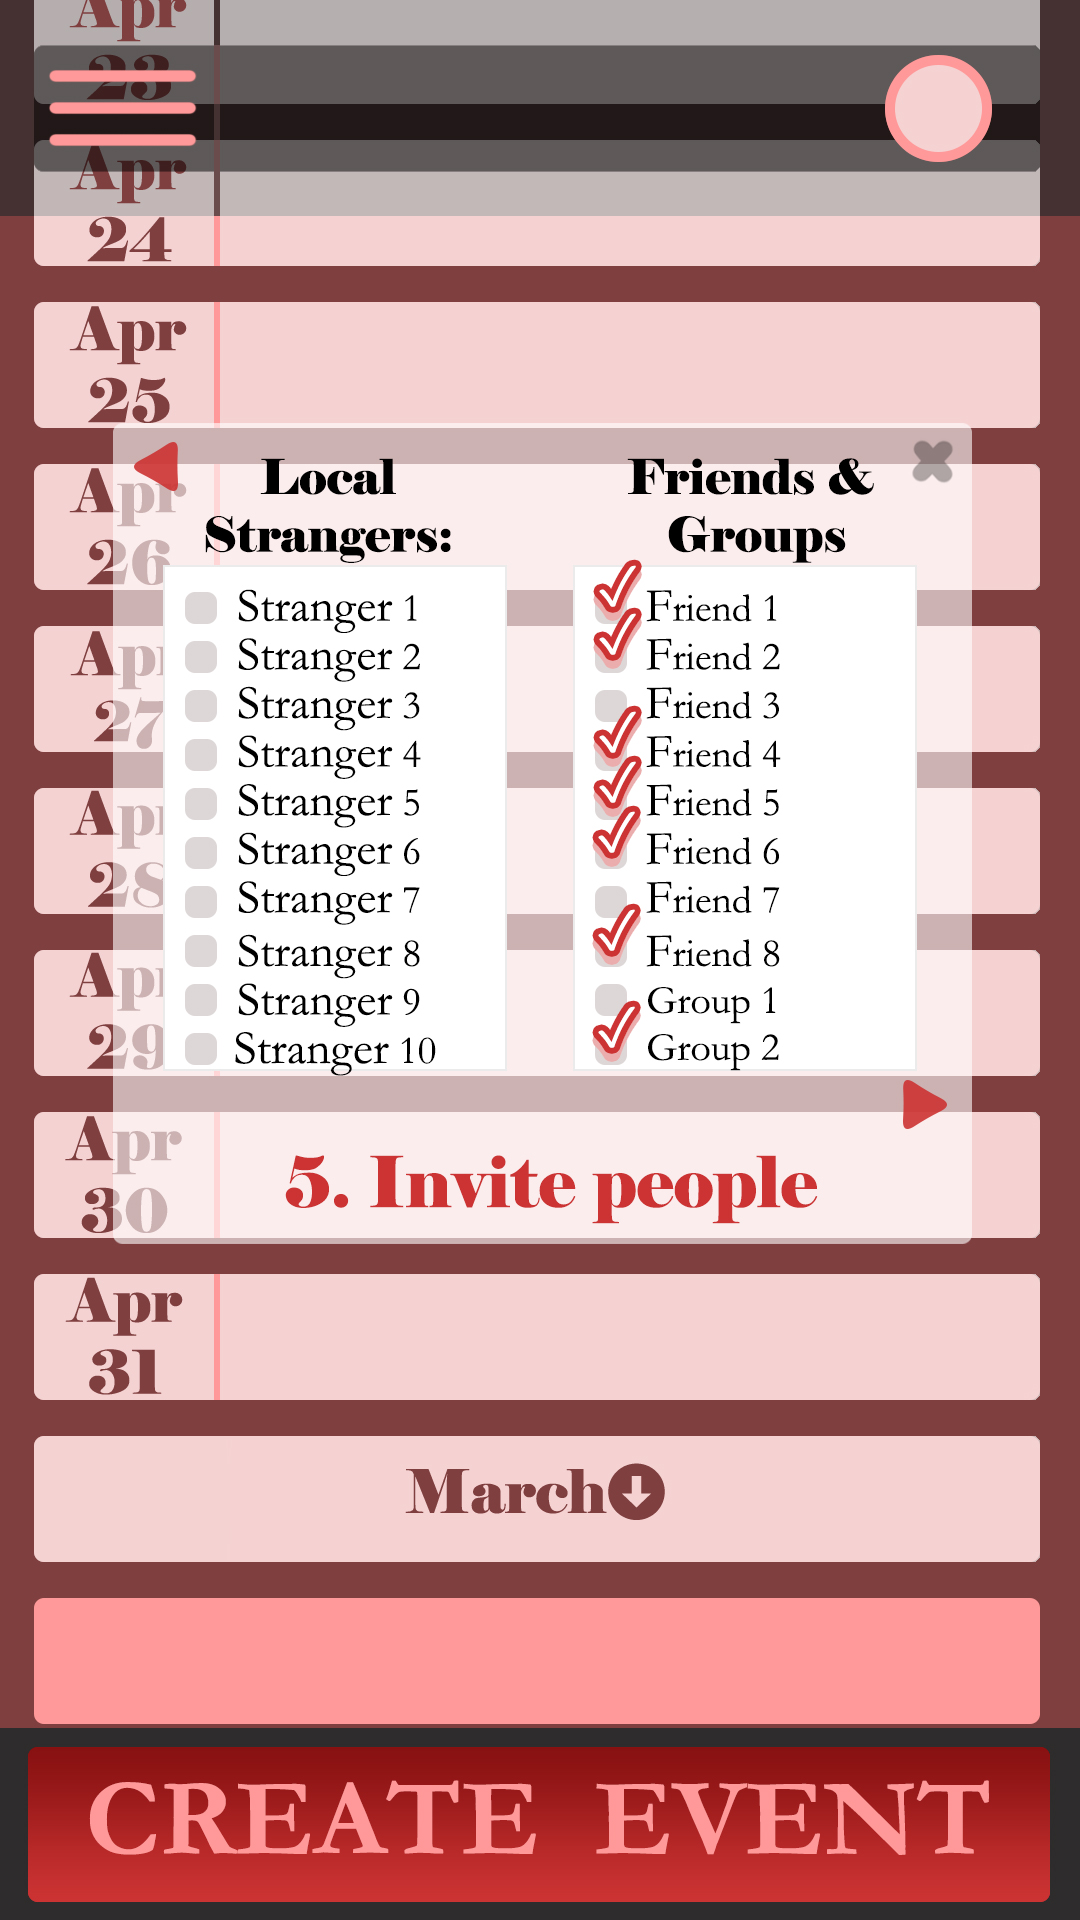 Apr
23
Apr
24
Apr
25
Apr
26
Apr
27
Apr
28
Apr
29
Apr
30
Local
Strangers:
Stranger 1
Stranger 2
Stranger 3
Stranger 4
Stranger 5
Stranger 6
Stranger 7
Stranger 8
Stranger 9
Stranger 10
Friends &
Groups
Friend 1
Friend 2
Friend 3
Friend 4
Friend 5
Friend 6
Friend 7
Friend 8
Group 1
Group 2
5. Invite people
Apr
31
March
CREATE EVENT